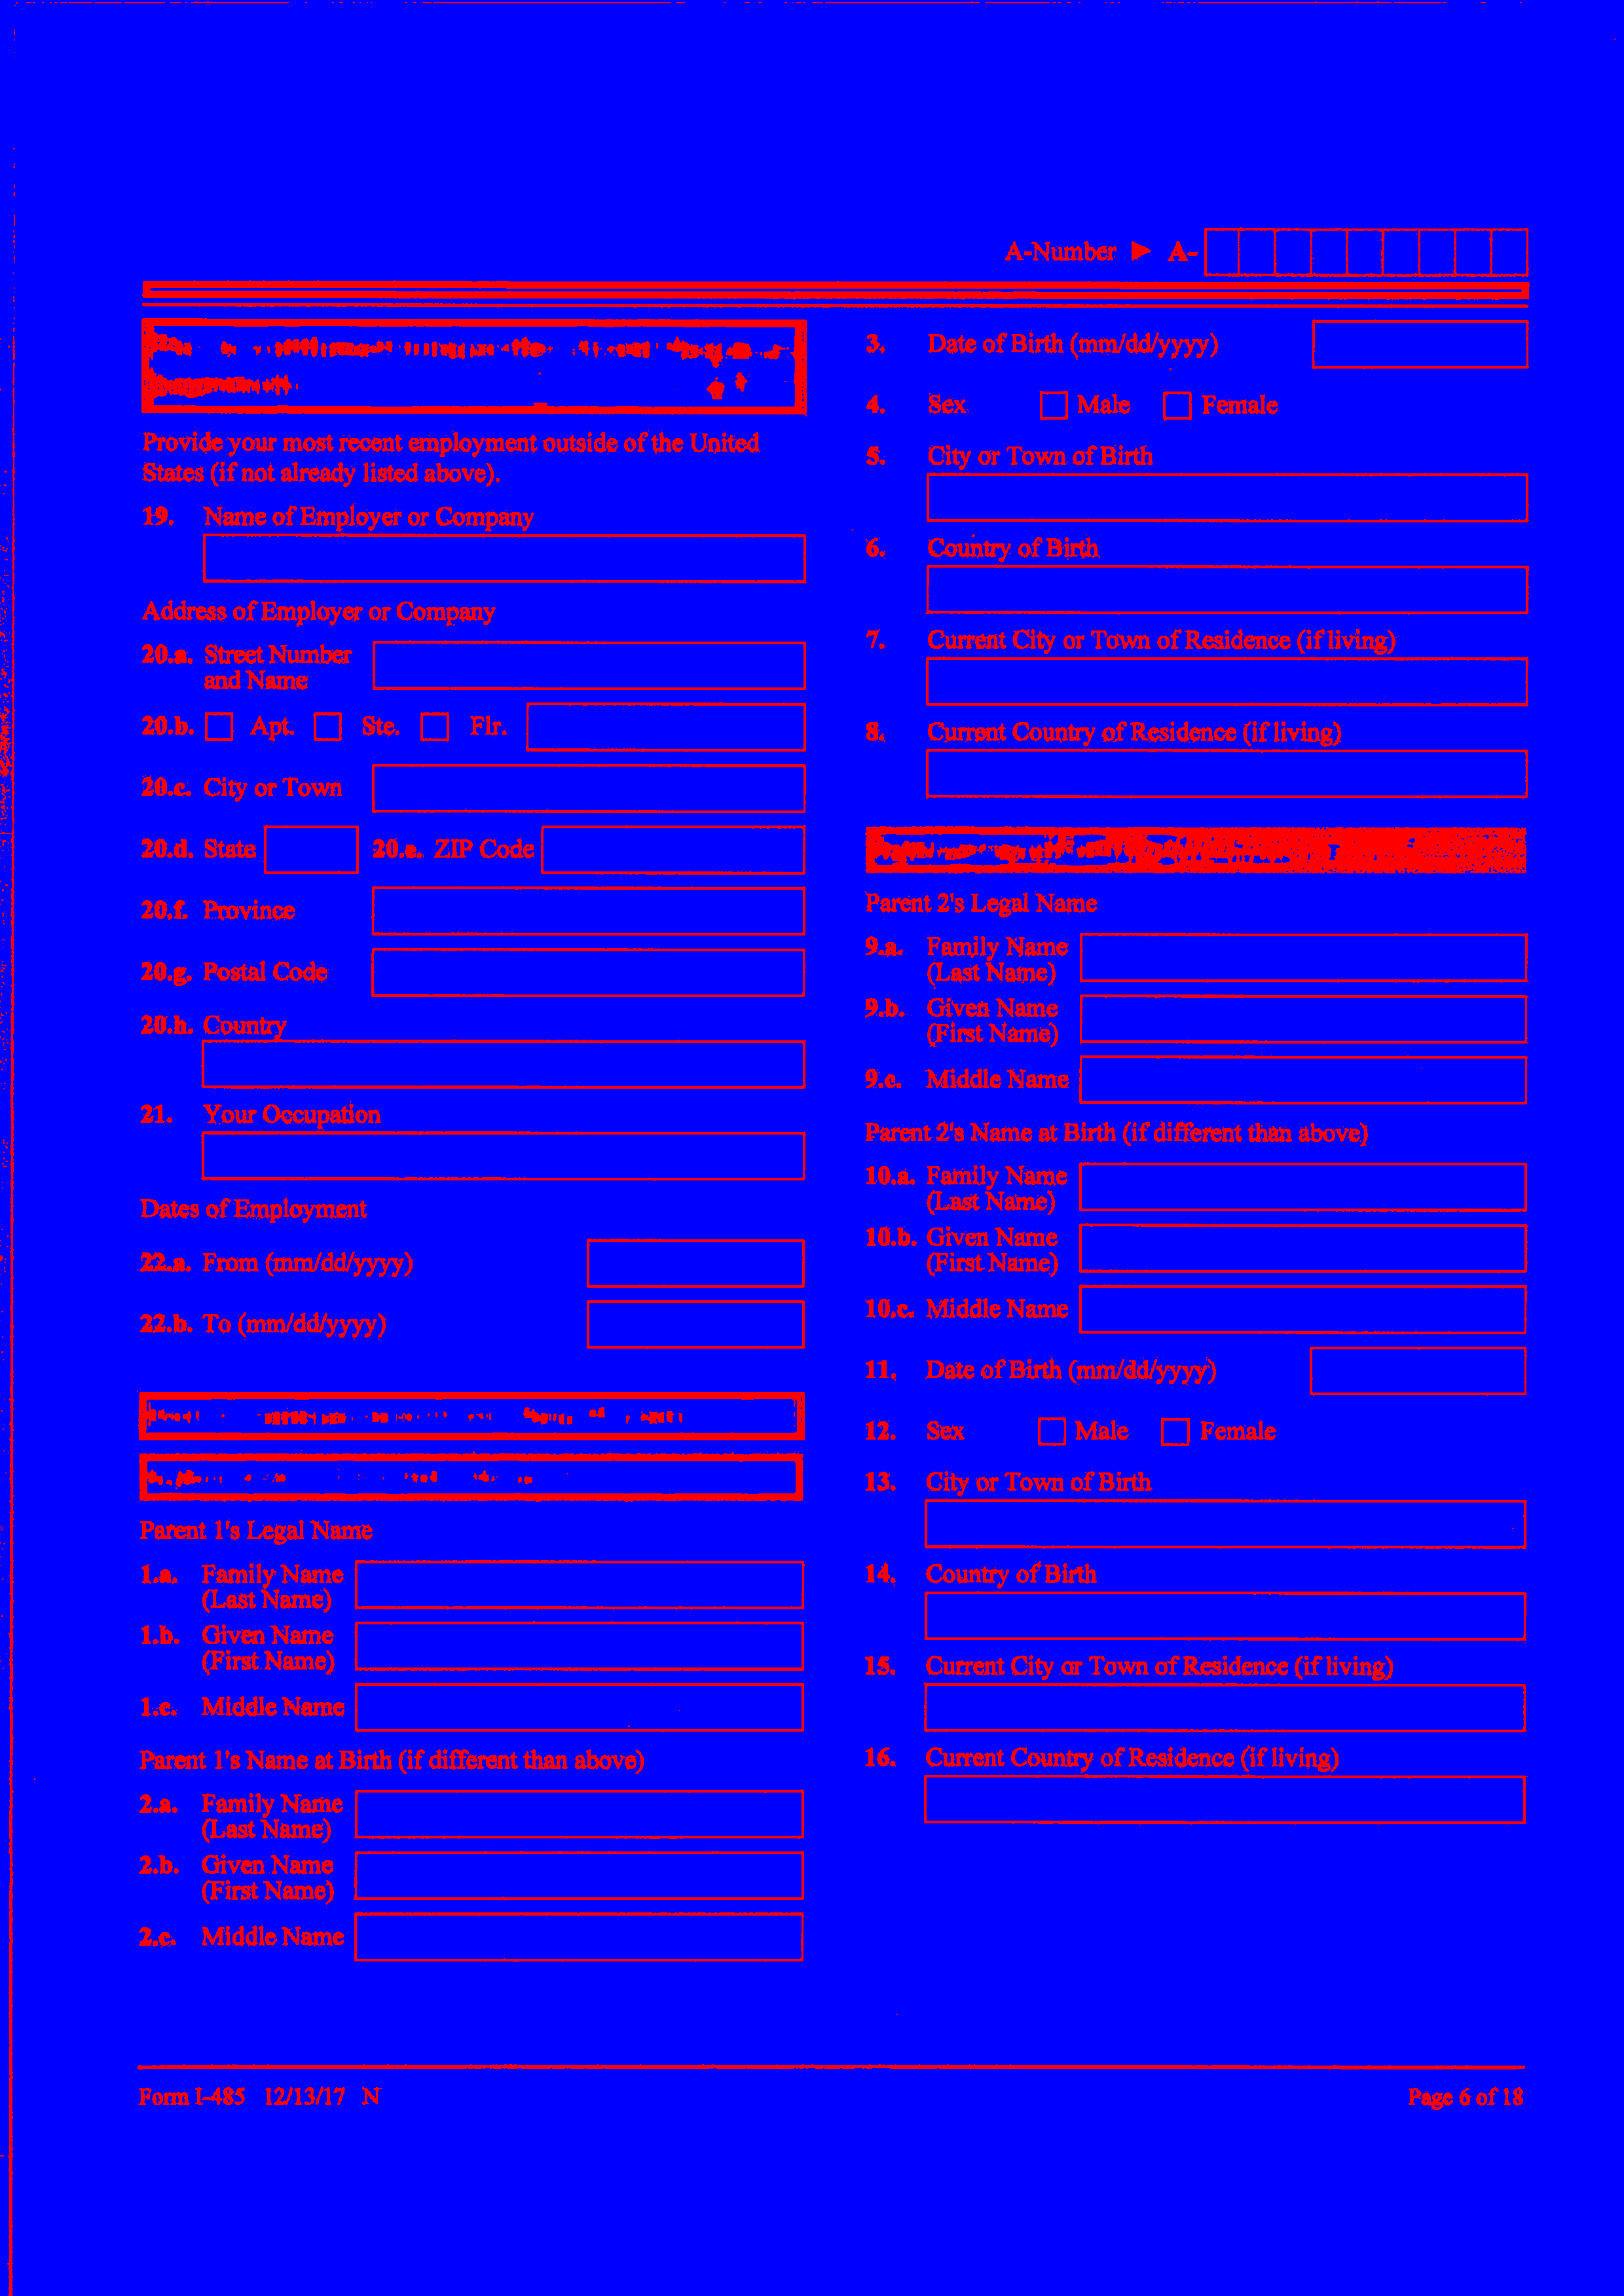 A-Number ► A-
Provide your most recent employment outside of the United
States (if not already listed above).
19. Name of Employer or Company
Address of Employer or Company
20.a. Street Number
and Name
20.b. Apt. Ste. Flr.
20.c. City or Town
20.d. State 20.e. ZIP Code
20.f. Province
20.g. Postal Code
20.h. Country
21. Your Occupation
Dates of Employment
22.a. From (mm/dd/yyyy)
22.b. To (mm/dd/yyyy)
Parent 1's Legal Name
1.a. Family Name
(Last Name)
1.b. Given Name
(First Name)
1.c. Middle Name
Parent 1's Name at Birth (if different than above)
2.a. Family Name
(Last Name)
2.b. Given Name
(First Name)
2.c. Middle Name
3. Date of Birth (mm/dd/yyyy)
4. Sex Male Female
5. City or Town of Birth
6. Country of Birth
7. Current City or Town of Residence (if living)
8. Current Country of Residence (if living)
Parent 2's Legal Name
9.a. Family Name
(Last Name)
9.b. Given Name
(First Name)
9.c. Middle Name
Parent 2's Name at Birth (if different than above)
10.a. Family Name
(Last Name)
10.b. Given Name
(First Name)
10.c. Middle Name
11. Date of Birth (mm/dd/yyyy)
12. Sex Male Female
13. City or Town of Birth
14. Country of Birth
15. Current City or Town of Residence (if living)
16. Current Country of Residence (if living)
Form I-485 12/13/17 N
Page 6 of 18